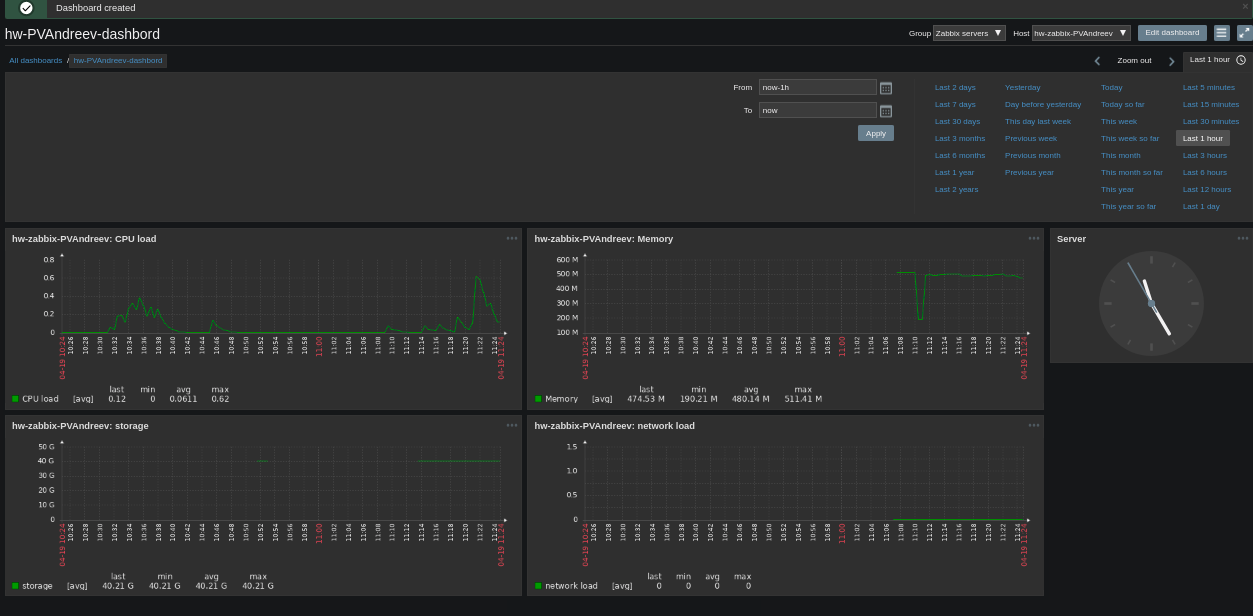 Dashboard created
hw-PVAndreev-dashbord
Group Zabbix servers ▼ Host hw-zabbix-PVAndreev ▼ Edit dashboard
All dashboards / hw-PVAndreev-dashbord
Zoom out Last 1 hour
From now-1h
To now
Apply
Last 2 days Yesterday Today Last 5 minutes
Last 7 days Day before yesterday Today so far Last 15 minutes
Last 30 days This day last week This week Last 30 minutes
Last 3 months Previous week This week so far Last 1 hour
Last 6 months Previous month This month Last 3 hours
Last 1 year Previous year This month so far Last 6 hours
Last 2 years This year Last 12 hours
This year so far Last 1 day
hw-zabbix-PVAndreev: CPU load
0.8
0.6
0.4
0.2
0
04-19 10:24 10:26 10:28 10:30 10:32 10:34 10:36 10:38 10:40 10:42 10:44 10:46 10:48 10:50 10:52 10:54 10:56 10:58 11:00 11:02 11:04 11:06 11:08 11:10 11:12 11:14 11:16 11:18 11:20 11:22 11:24 04-19 11:24
last min avg max
CPU load [avg] 0.12 0 0.0611 0.62
hw-zabbix-PVAndreev: Memory
600 M
500 M
400 M
300 M
200 M
100 M
04-19 10:24 10:26 10:28 10:30 10:32 10:34 10:36 10:38 10:40 10:42 10:44 10:46 10:48 10:50 10:52 10:54 10:56 10:58 11:00 11:02 11:04 11:06 11:08 11:10 11:12 11:14 11:16 11:18 11:20 11:22 11:24 04-19 11:24
last min avg max
Memory [avg] 474.53 M 190.21 M 480.14 M 511.41 M
Server
hw-zabbix-PVAndreev: storage
50 G
40 G
30 G
20 G
10 G
0
04-19 10:24 10:26 10:28 10:30 10:32 10:34 10:36 10:38 10:40 10:42 10:44 10:46 10:48 10:50 10:52 10:54 10:56 10:58 11:00 11:02 11:04 11:06 11:08 11:10 11:12 11:14 11:16 11:18 11:20 11:22 11:24 04-19 11:24
last min avg max
storage [avg] 40.21 G 40.21 G 40.21 G 40.21 G
hw-zabbix-PVAndreev: network load
1.5
1.0
0.5
0
04-19 10:24 10:26 10:28 10:30 10:32 10:34 10:36 10:38 10:40 10:42 10:44 10:46 10:48 10:50 10:52 10:54 10:56 10:58 11:00 11:02 11:04 11:06 11:08 11:10 11:12 11:14 11:16 11:18 11:20 11:22 11:24 04-19 11:24
last min avg max
network load [avg] 0 0 0 0